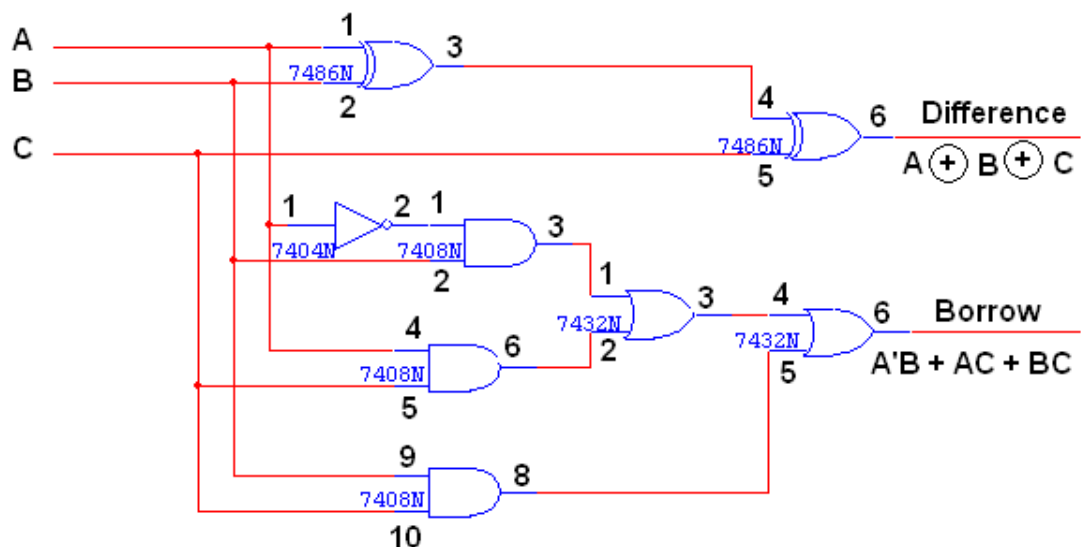 A 1 3
7486N
B 2 4 6 Difference
C 7486N
5 A + B + C
1 2 1 3
7404N 7408N
2 1 3 4 6 Borrow
4 6 7432N 7432N
7408N 2 5 A'B + AC + BC
5
9 8
7408N
10